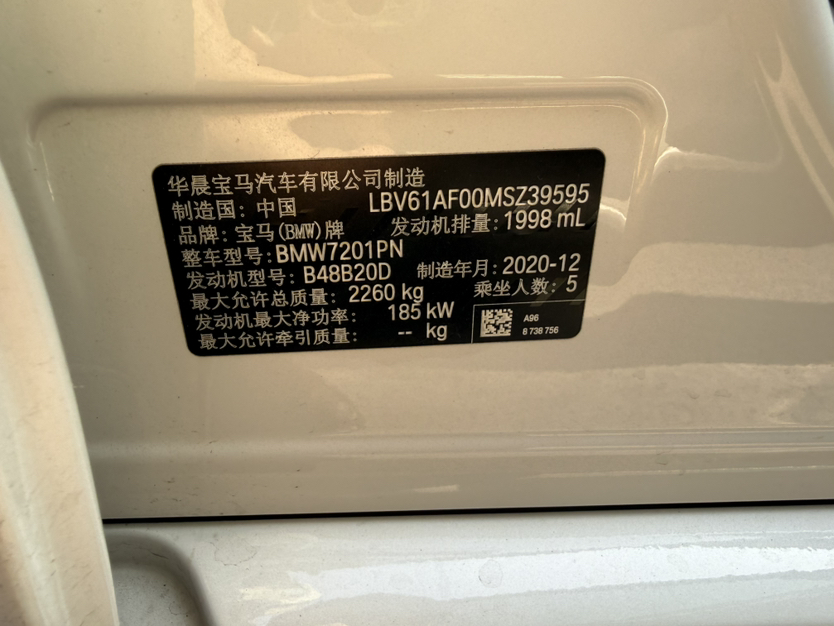 华晨宝马汽车有限公司制造
制造国：中国 LBV61AF00MSZ39595
品牌：宝马(BMW)牌 发动机排量：1998 mL
整车型号：BMW7201PN
发动机型号：B48B20D 制造年月：2020-12
最大允许总质量：2260 kg 乘坐人数：5
发动机最大净功率：185 kW
最大允许牵引质量：-- kg
A96
8 738 756